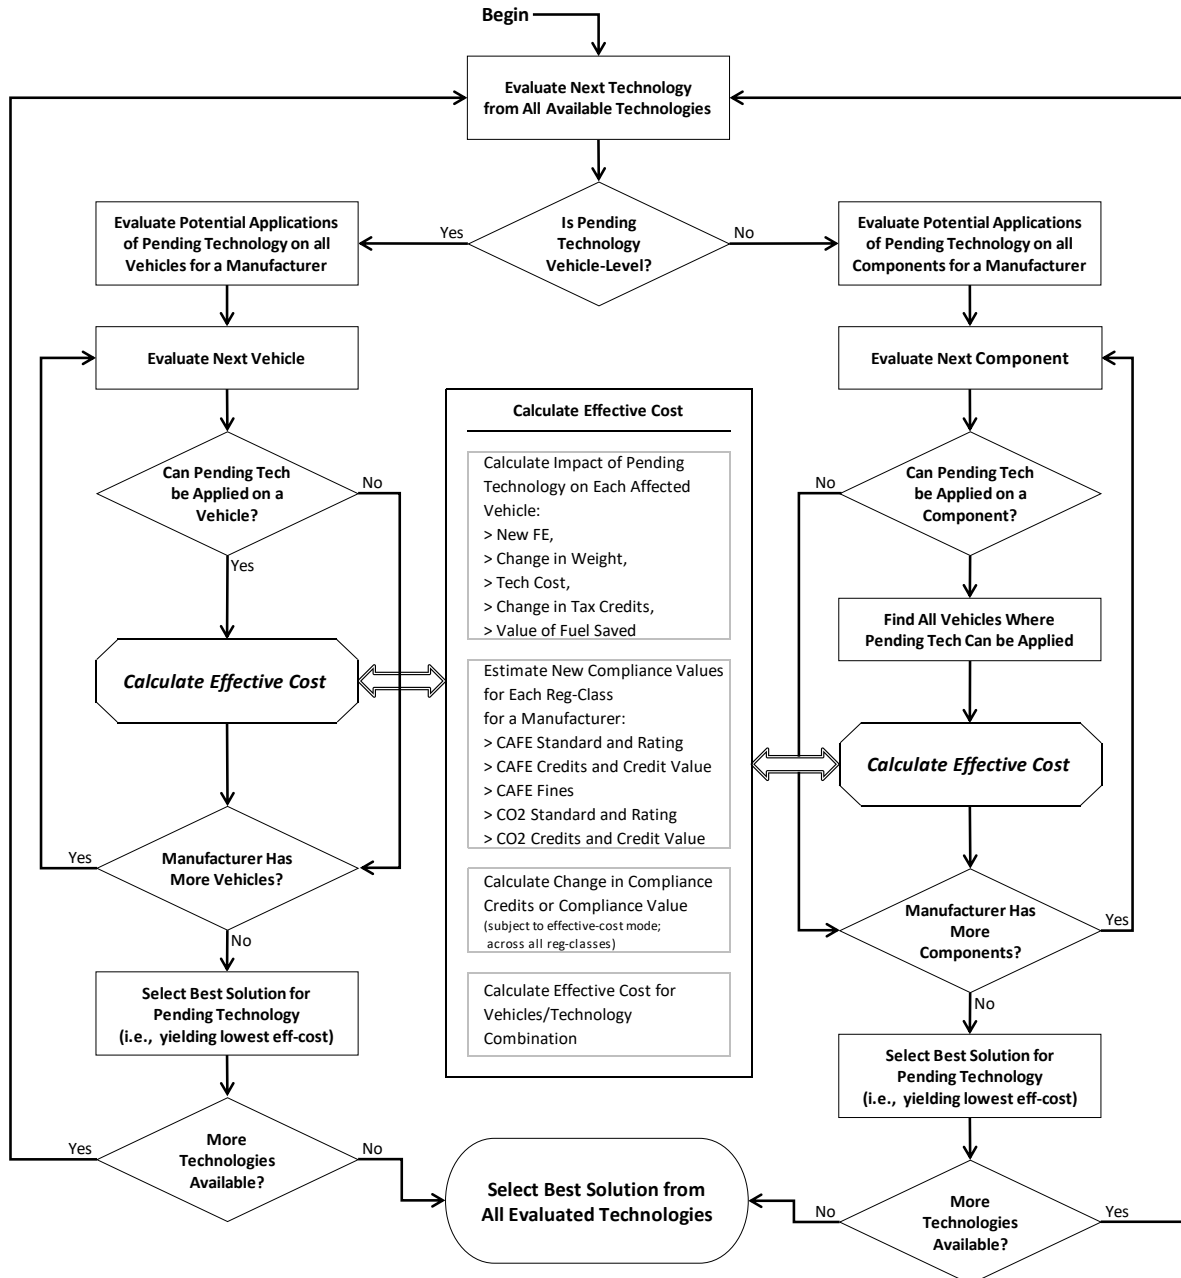 Begin
Evaluate Next Technology
from All Available Technologies
Is Pending
Technology
Vehicle-Level?
Yes
No
Evaluate Potential Applications
of Pending Technology on all
Vehicles for a Manufacturer
Evaluate Next Vehicle
Can Pending Tech
be Applied on a
Vehicle?
No
Yes
Calculate Effective Cost
Manufacturer Has
More Vehicles?
Yes
No
Select Best Solution for
Pending Technology
(i.e., yielding lowest eff-cost)
More
Technologies
Available?
Yes
No
Calculate Effective Cost
Calculate Impact of Pending
Technology on Each Affected
Vehicle:
> New FE,
> Change in Weight,
> Tech Cost,
> Change in Tax Credits,
> Value of Fuel Saved
Estimate New Compliance Values
for Each Reg-Class
for a Manufacturer:
> CAFE Standard and Rating
> CAFE Credits and Credit Value
> CAFE Fines
> CO2 Standard and Rating
> CO2 Credits and Credit Value
Calculate Change in Compliance
Credits or Compliance Value
(subject to effective-cost mode;
across all reg-classes)
Calculate Effective Cost for
Vehicles/Technology
Combination
Select Best Solution from
All Evaluated Technologies
Evaluate Potential Applications
of Pending Technology on all
Components for a Manufacturer
Evaluate Next Component
Can Pending Tech
be Applied on a
Component?
No
Find All Vehicles Where
Pending Tech Can be Applied
Calculate Effective Cost
Manufacturer Has
More
Components?
Yes
No
Select Best Solution for
Pending Technology
(i.e., yielding lowest eff-cost)
More
Technologies
Available?
No
Yes